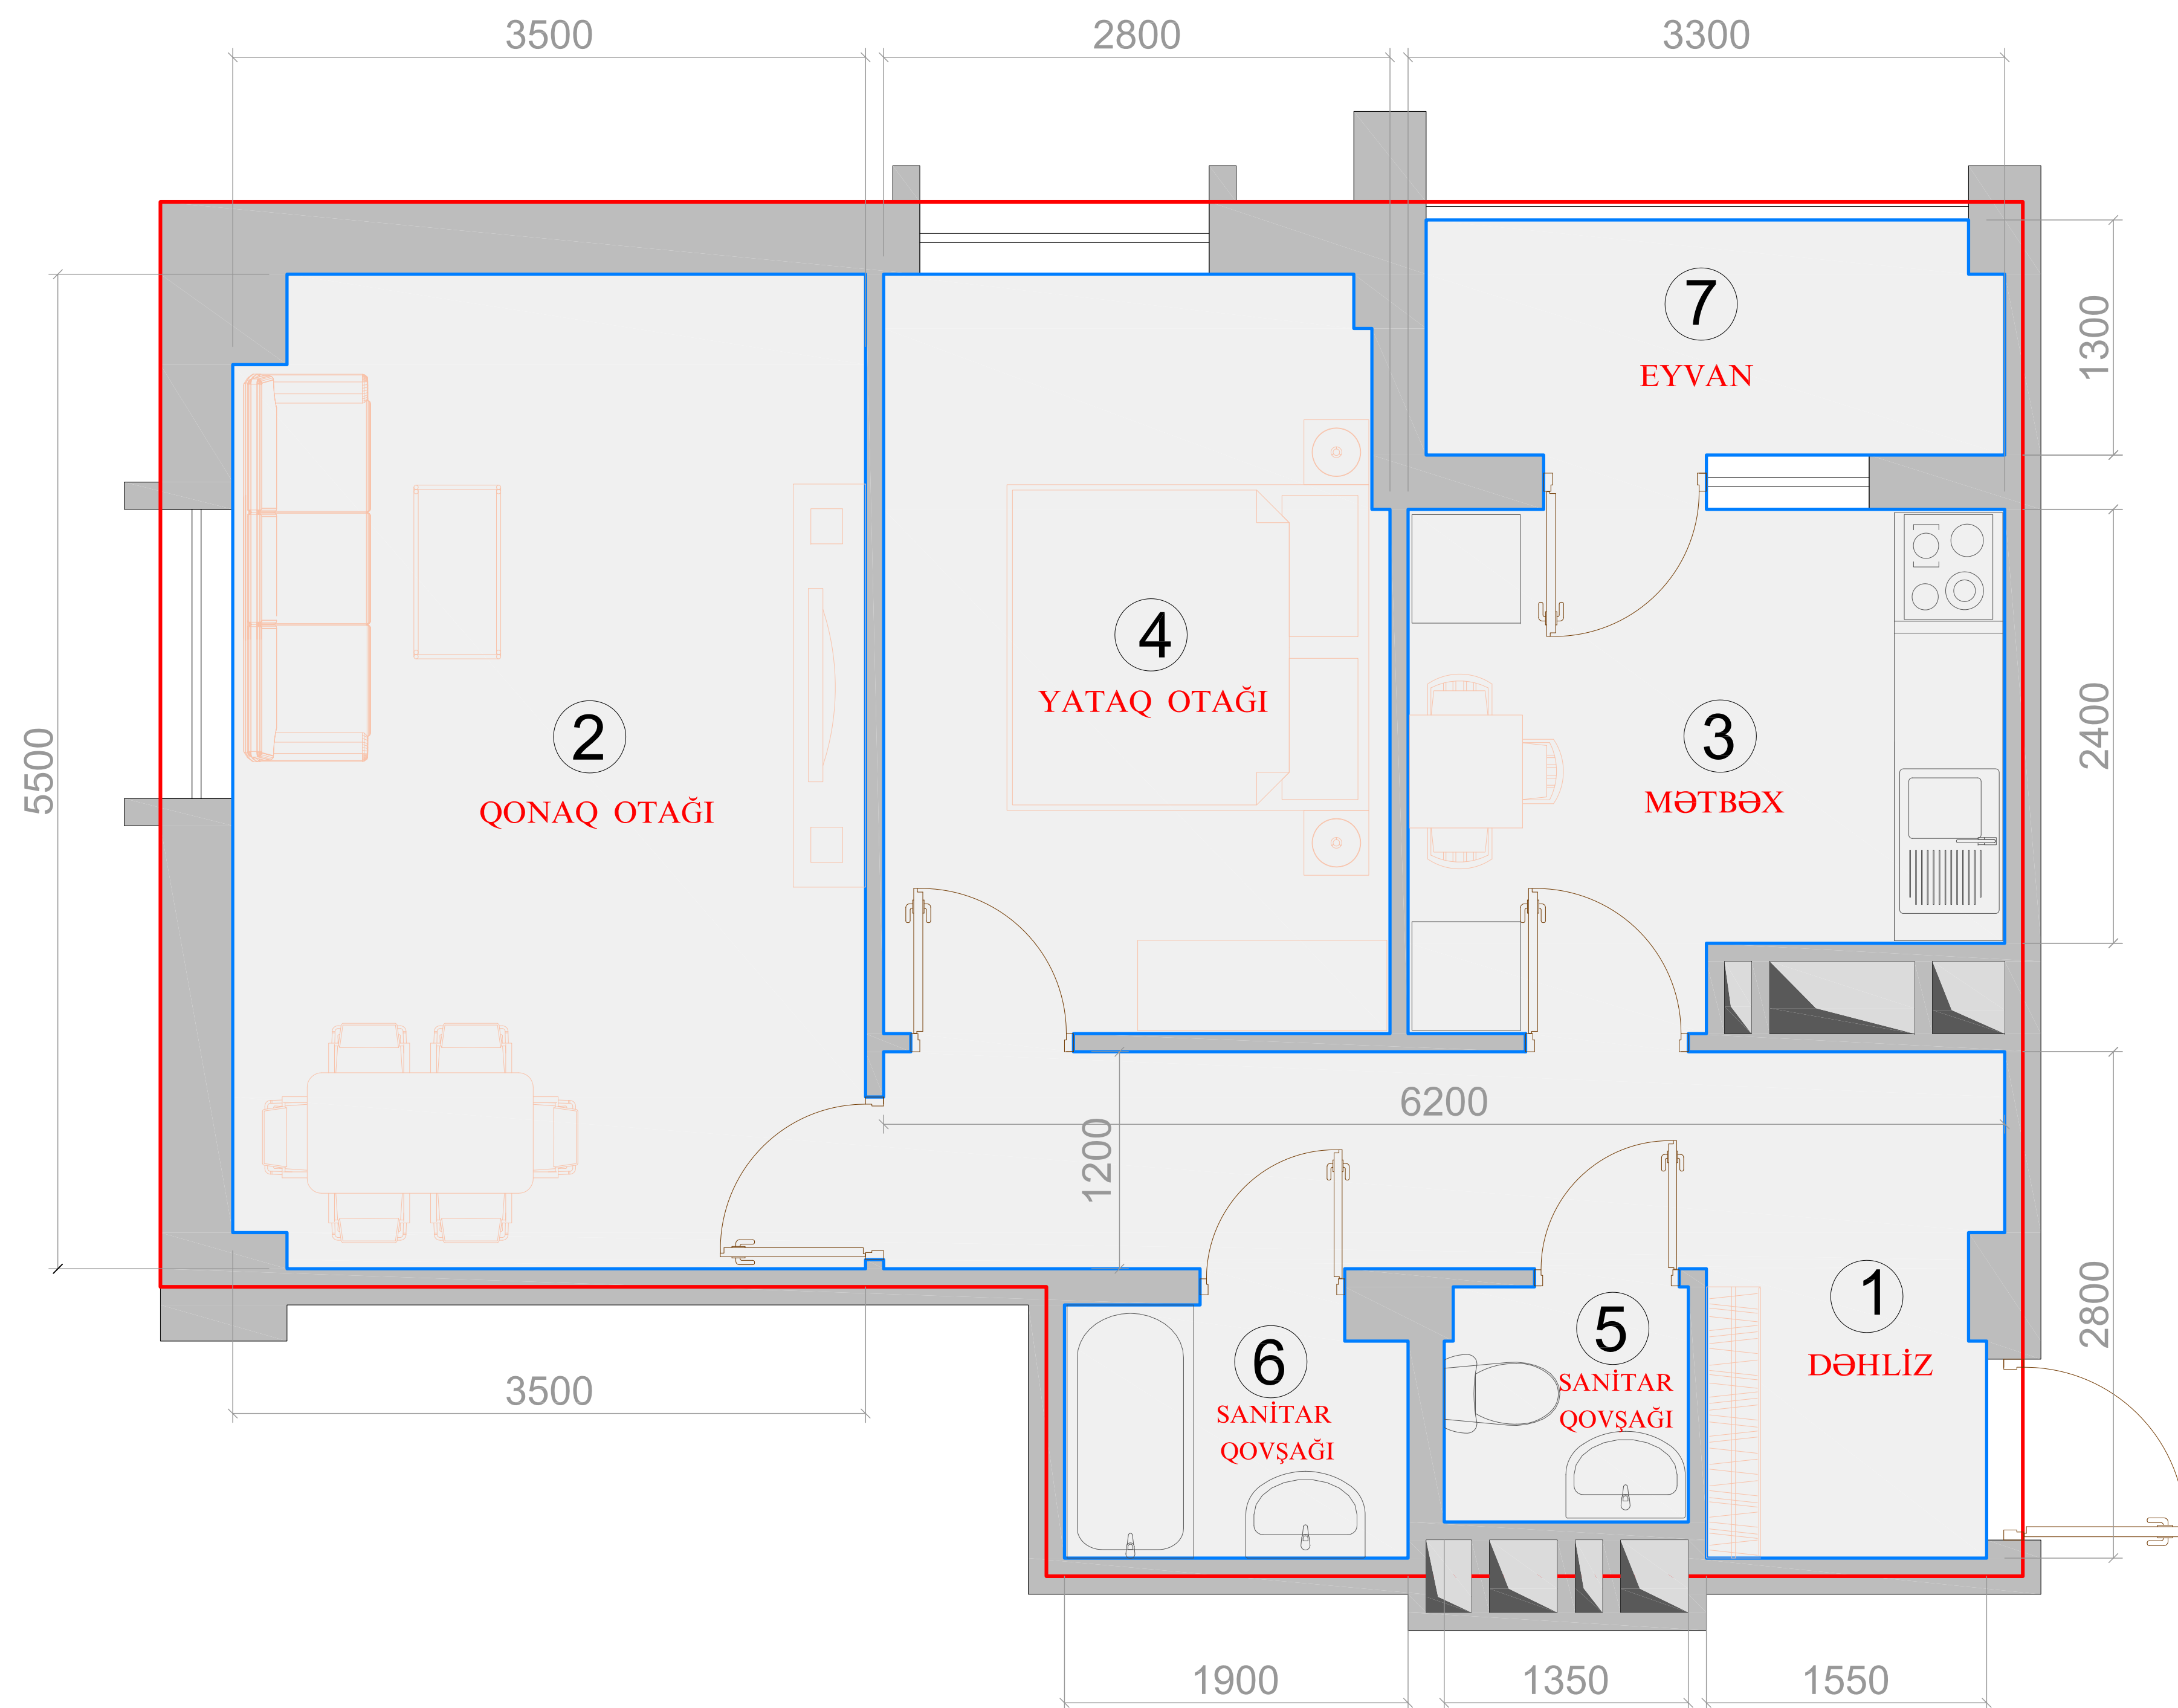 3500
2800
3300
7
EYVAN
1300
4
YATAQ OTAĞI
2
QONAQ OTAĞI
3
MƏTBƏX
2400
5500
6200
1200
1
DƏHLİZ
2800
5
SANİTAR
QOVŞAĞI
6
SANİTAR
QOVŞAĞI
3500
1900
1350
1550